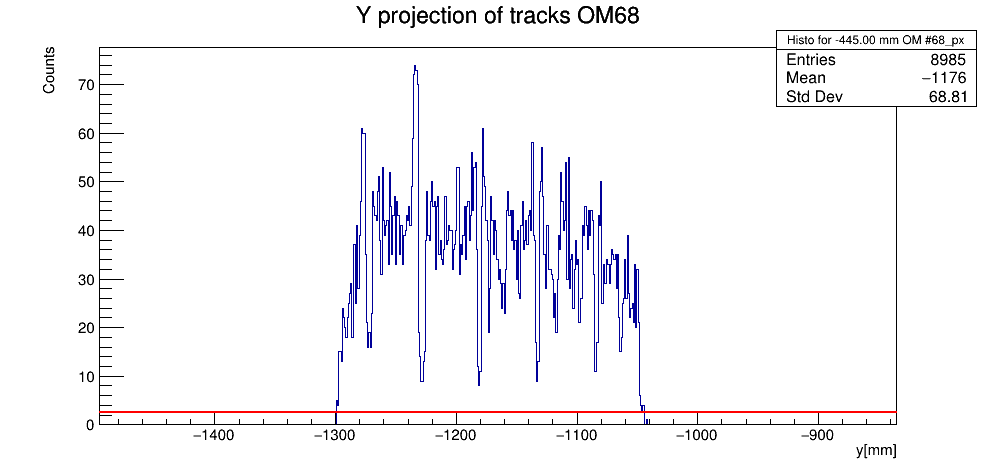 Y projection of tracks OM68
Histo for -445.00 mm OM #68_px
Entries 8985
Mean −1176
Std Dev 68.81
Counts
70
60
50
40
30
20
10
0
−1400 −1300 −1200 −1100 −1000 −900
y[mm]